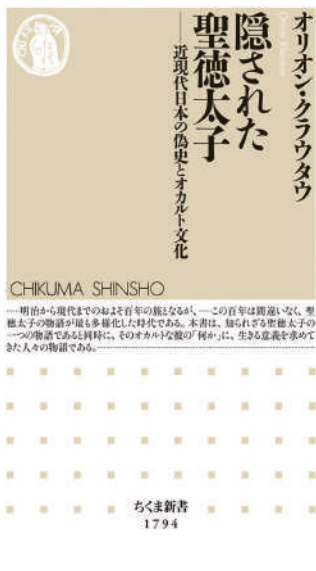 オリオン・クラウタウ
Orion Klautau
隠された
聖徳太子
──近現代日本の偽史とオカルト文化
CHIKUMA SHINSHO
……明治から現代までのおよそ百年の旅となるが、──この百年は間違いなく、聖
徳太子の物語が最も多様化した時代である。本書は、知られざる聖徳太子の
一つの物語であると同時に、そのオカルトな彼の「何か」に、生きる意義を求めて
きた人々の物語である。
ちくま新書
1794